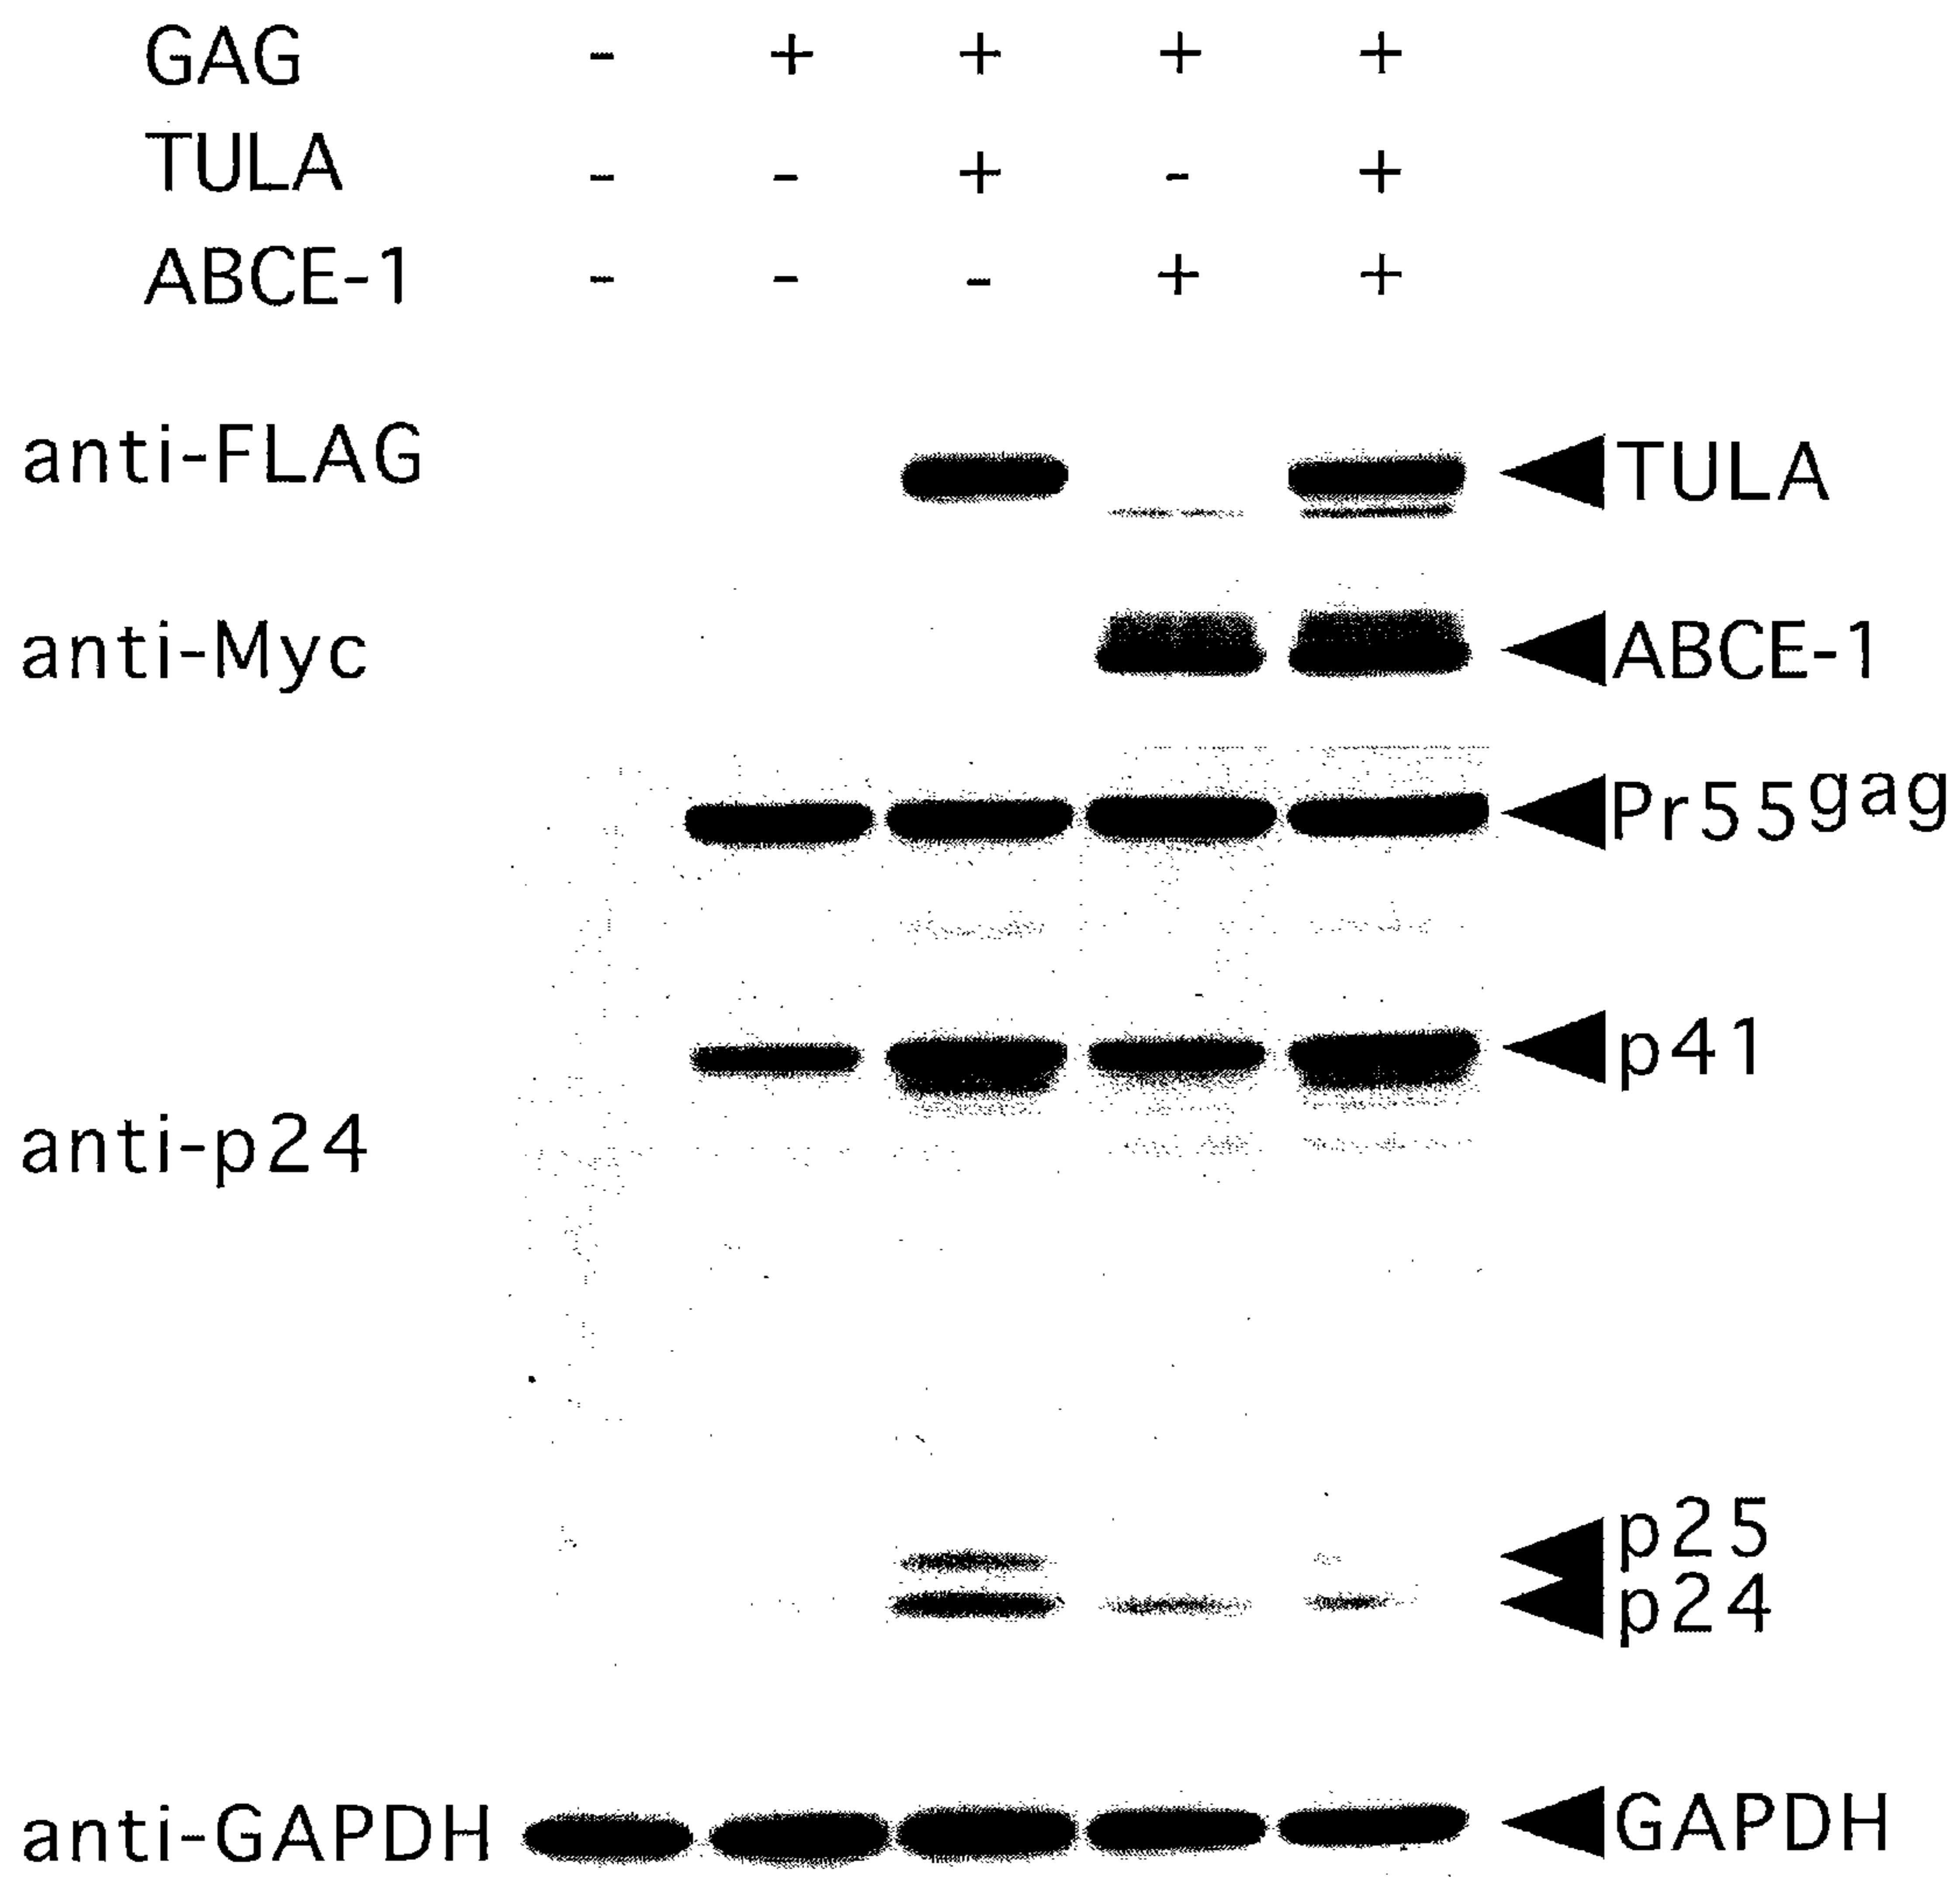 GAG - + + + +
TULA - - + - +
ABCE-1 - - - + +
anti-FLAG TULA
anti-Myc ABCE-1
Pr55gag
p41
anti-p24
p25
p24
anti-GAPDH GAPDH